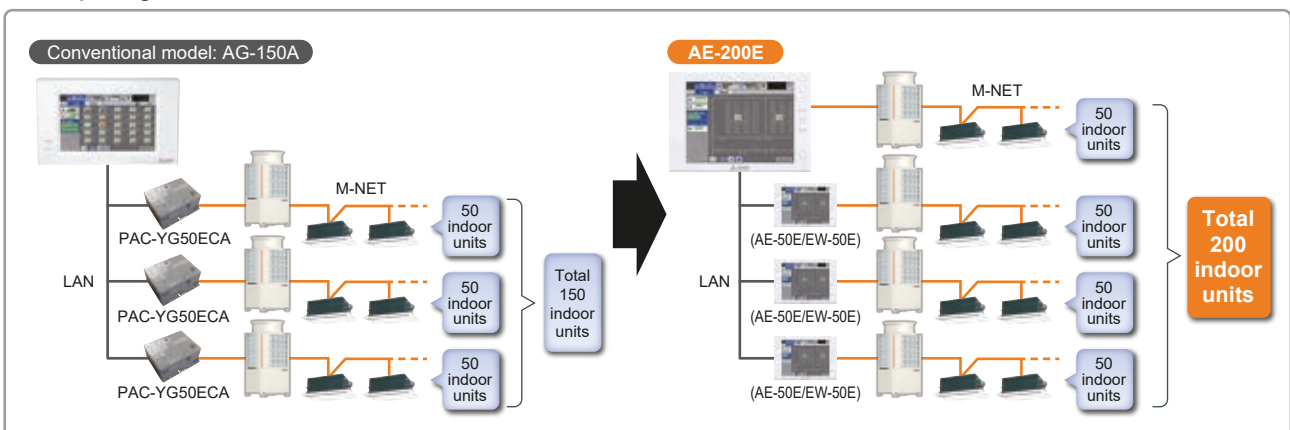 Conventional model: AG-150A
M-NET
50
indoor
units
PAC-YG50ECA
LAN
50
indoor
units
PAC-YG50ECA
50
indoor
units
PAC-YG50ECA
Total
150
indoor
units
AE-200E
M-NET
50
indoor
units
50
indoor
units
(AE-50E/EW-50E)
LAN
50
indoor
units
(AE-50E/EW-50E)
50
indoor
units
(AE-50E/EW-50E)
Total
200
indoor
units